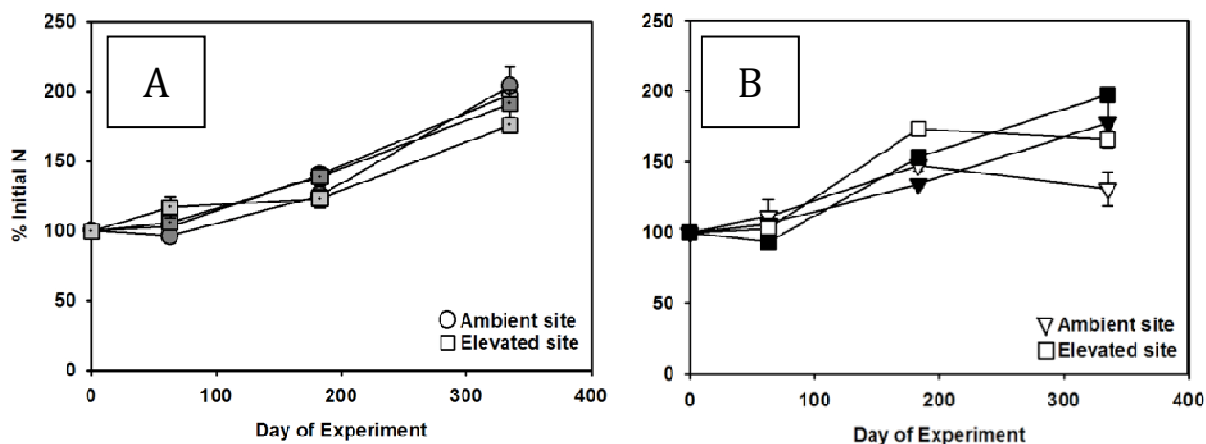 A
% Initial N
250
200
150
100
50
0
Ambient site
Elevated site
0 100 200 300 400
Day of Experiment
B
250
200
150
100
50
0
Ambient site
Elevated site
0 100 200 300 400
Day of Experiment